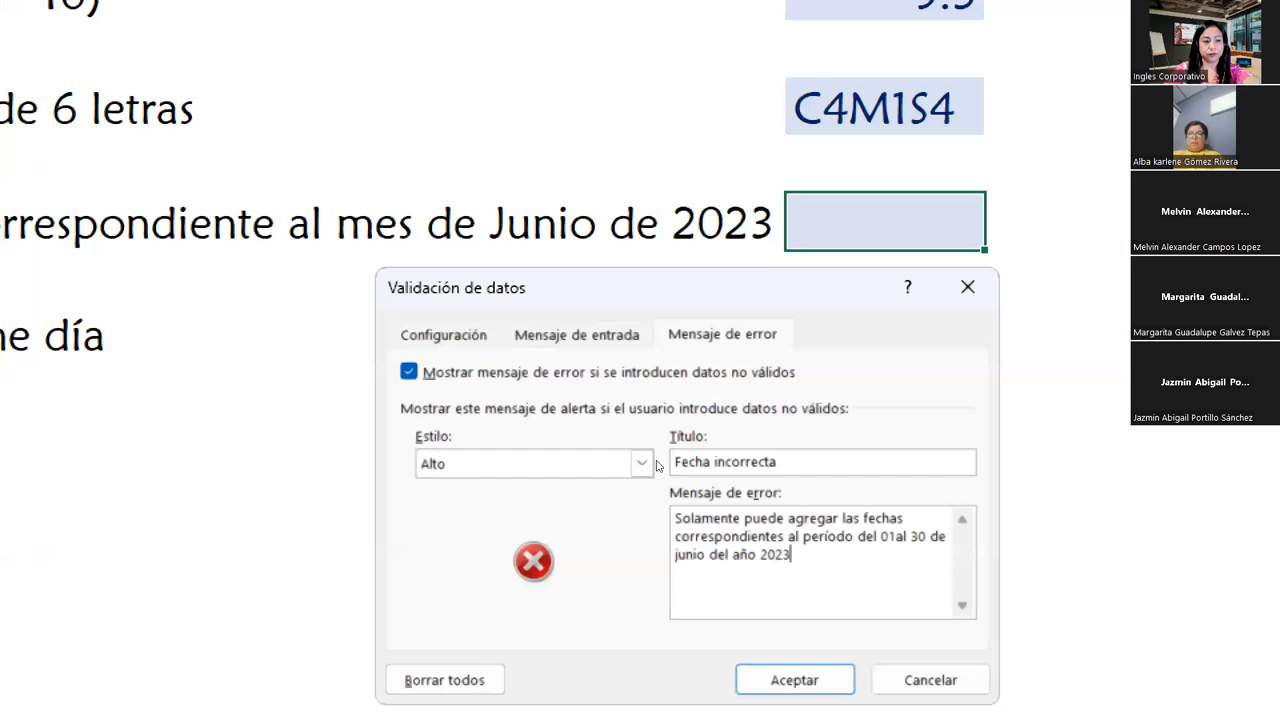 10)
9.5
de 6 letras
C4M1S4
orrespondiente al mes de Junio de 2023
ne día
Validación de datos
?
Configuración
Mensaje de entrada
Mensaje de error
Mostrar mensaje de error si se introducen datos no válidos
Mostrar este mensaje de alerta si el usuario introduce datos no válidos:
Estilo:
Título:
Alto
Fecha incorrecta
Mensaje de error:
Solamente puede agregar las fechas
correspondientes al período del 01al 30 de
junio del año 2023
Borrar todos
Aceptar
Cancelar
Ingles Corporativo
Alba karlene Gómez Rivera
Melvin Alexander...
Melvin Alexander Campos Lopez
Margarita Guadal...
Margarita Guadalupe Galvez Tepas
Jazmin Abigail Po...
Jazmin Abigail Portillo Sánchez